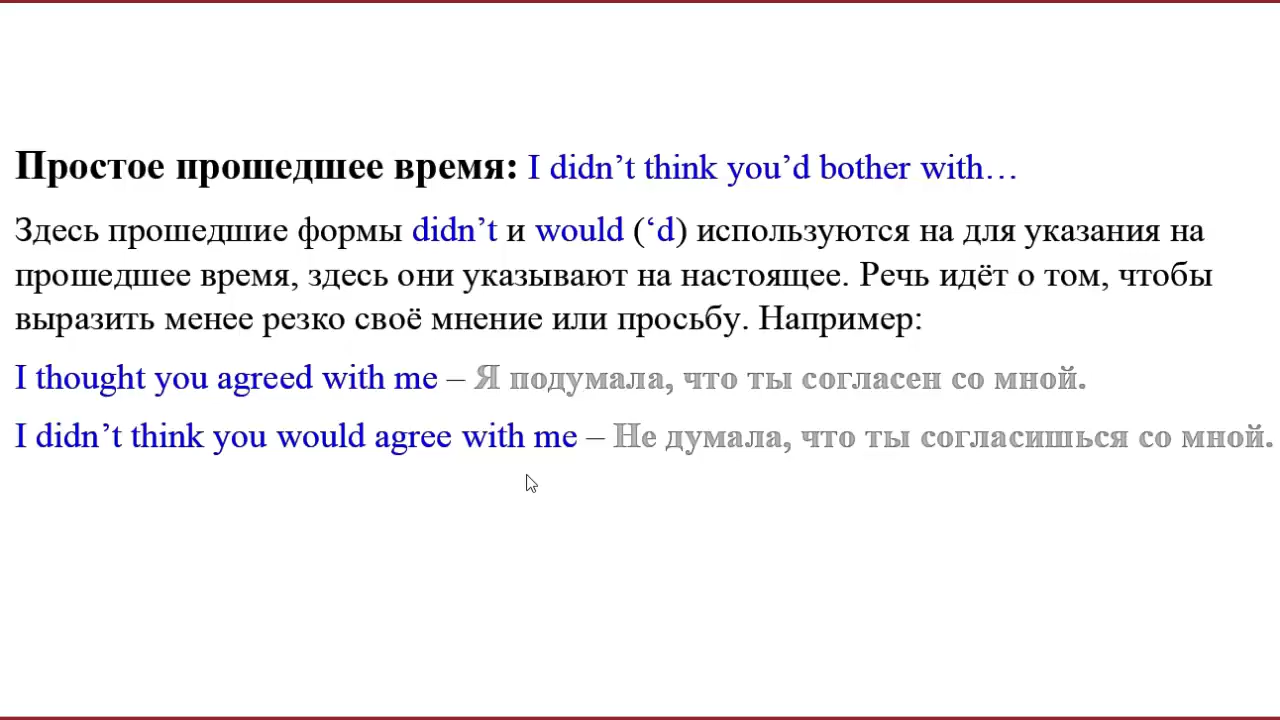 Простое прошедшее время: I didn’t think you’d bother with…
Здесь прошедшие формы didn’t и would (‘d) используются на для указания на
прошедшее время, здесь они указывают на настоящее. Речь идёт о том, чтобы
выразить менее резко своё мнение или просьбу. Например:
I thought you agreed with me – Я подумала, что ты согласен со мной.
I didn’t think you would agree with me – Не думала, что ты согласишься со мной.